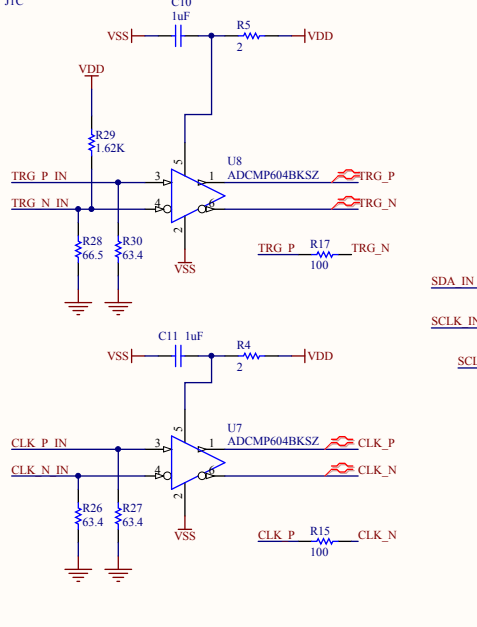 J1C
C10
1uF
R5
VSS
VDD
2
VDD
R29
1.62K
5
U8
ADCMP604BKSZ
TRG_P_IN
3
1
TRG_P
TRG_N_IN
4
6
TRG_N
2
R28
66.5
R30
63.4
VSS
TRG_P
R17
TRG_N
100
SDA_IN
SCLK_IN
SCL
C11 1uF
R4
VSS
VDD
2
5
U7
ADCMP604BKSZ
CLK_P_IN
3
1
CLK_P
CLK_N_IN
4
6
CLK_N
2
R26
63.4
R27
63.4
VSS
CLK_P
R15
CLK_N
100